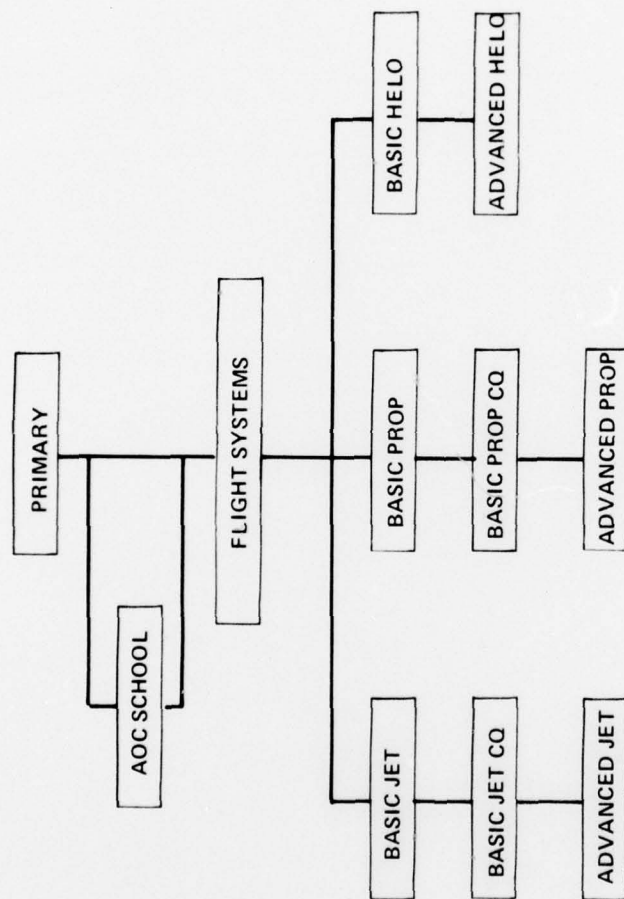 PRIMARY
AOC SCHOOL
FLIGHT SYSTEMS
BASIC JET
BASIC PROP
BASIC HELO
BASIC JET CQ
BASIC PROP CQ
ADVANCED HELO
ADVANCED JET
ADVANCED PROP